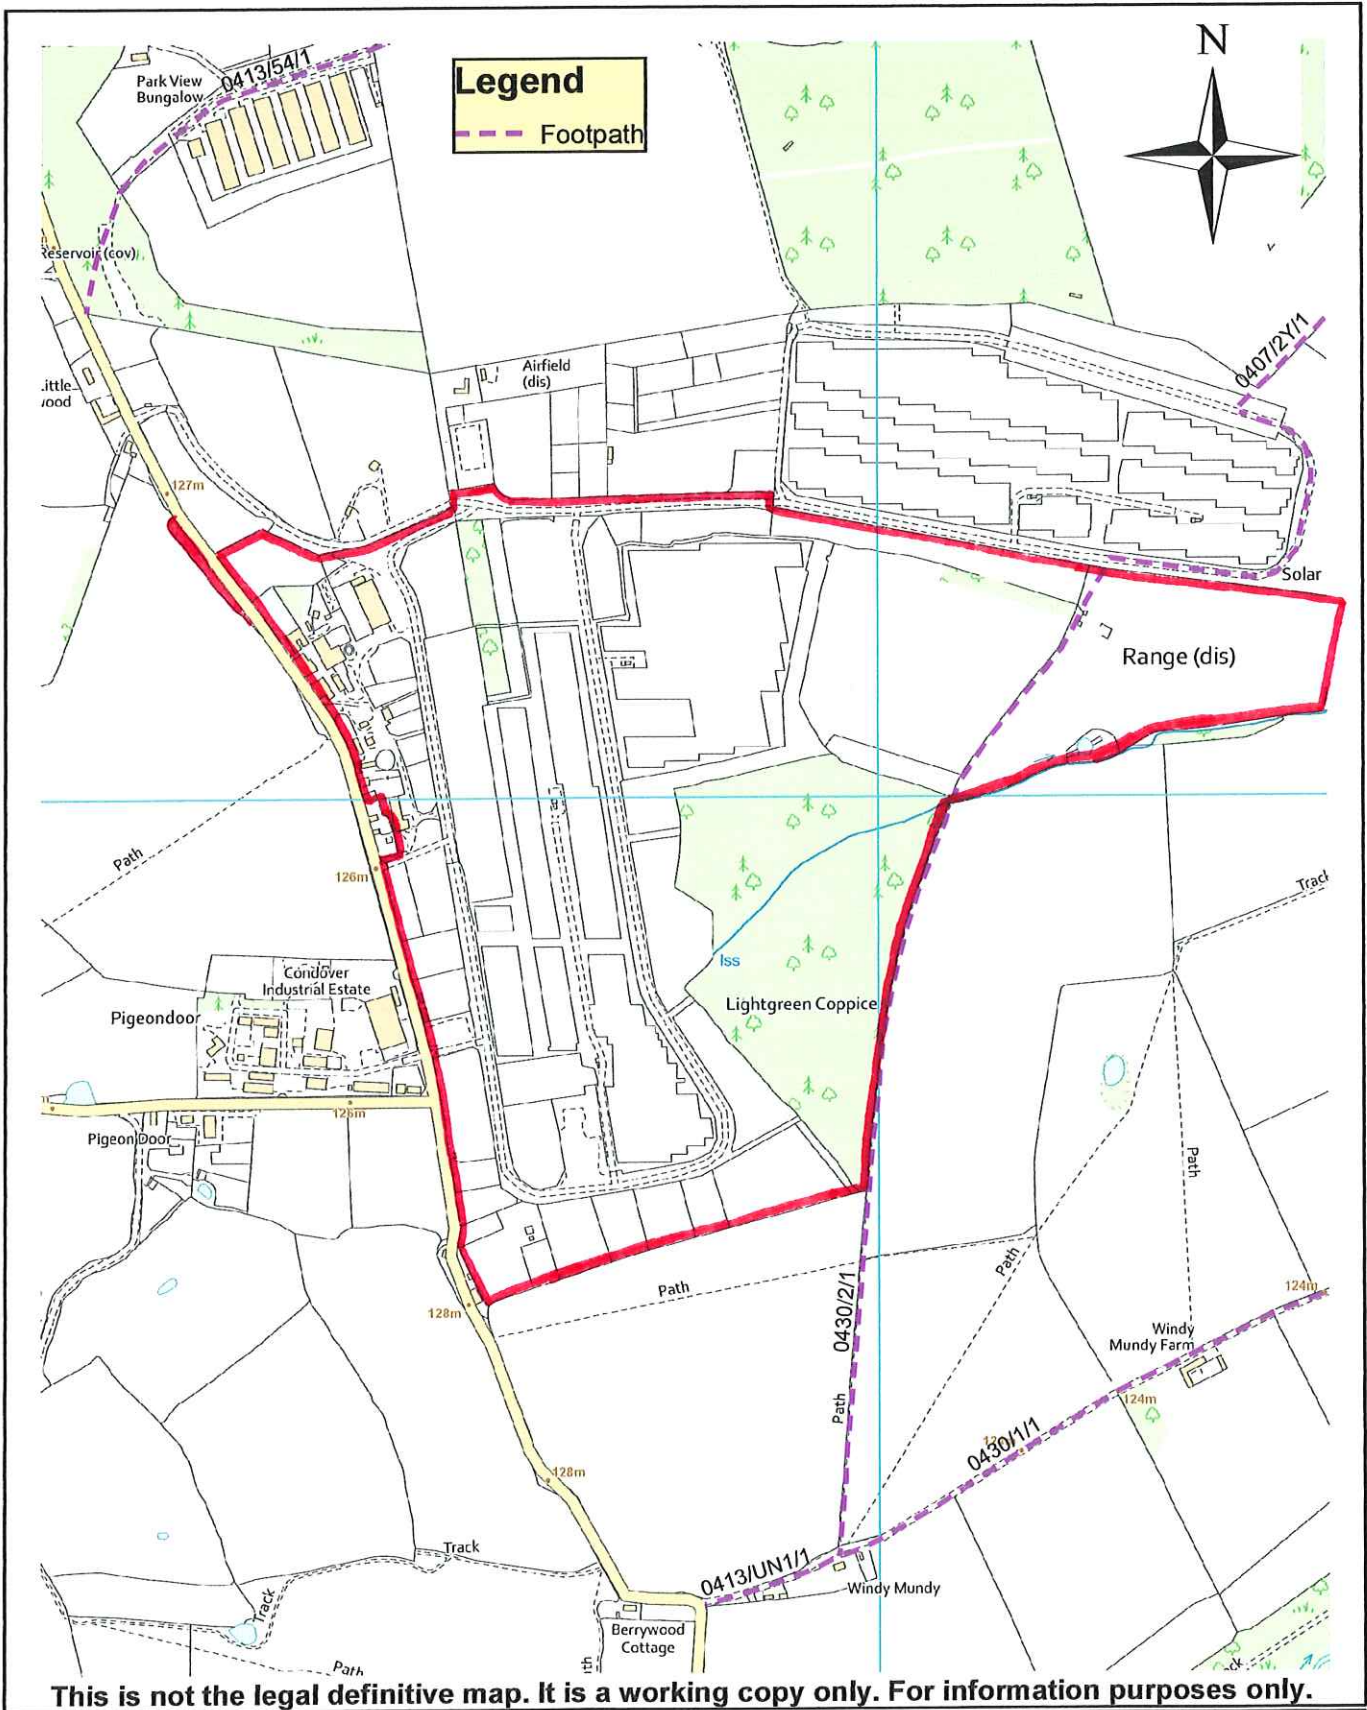 N
Legend
Footpath
0413/54/1
Park View
Bungalow
Reservoir (cov)
Airfield
(dis)
0407/2Y/1
127m
Solar
Range (dis)
Path
126m
Track
Iss
Condover
Industrial Estate
Pigeondoor
Lightgreen Coppice
126m
Pigeon Door
Path
Path
Path
124m
128m
0430/2/1
Windy
Mundy Farm
Path
124m
0430/1/1
128m
Track
0413/UN1/1
Windy Mundy
Track
Berrywood
Cottage
Path
This is not the legal definitive map. It is a working copy only. For information purposes only.